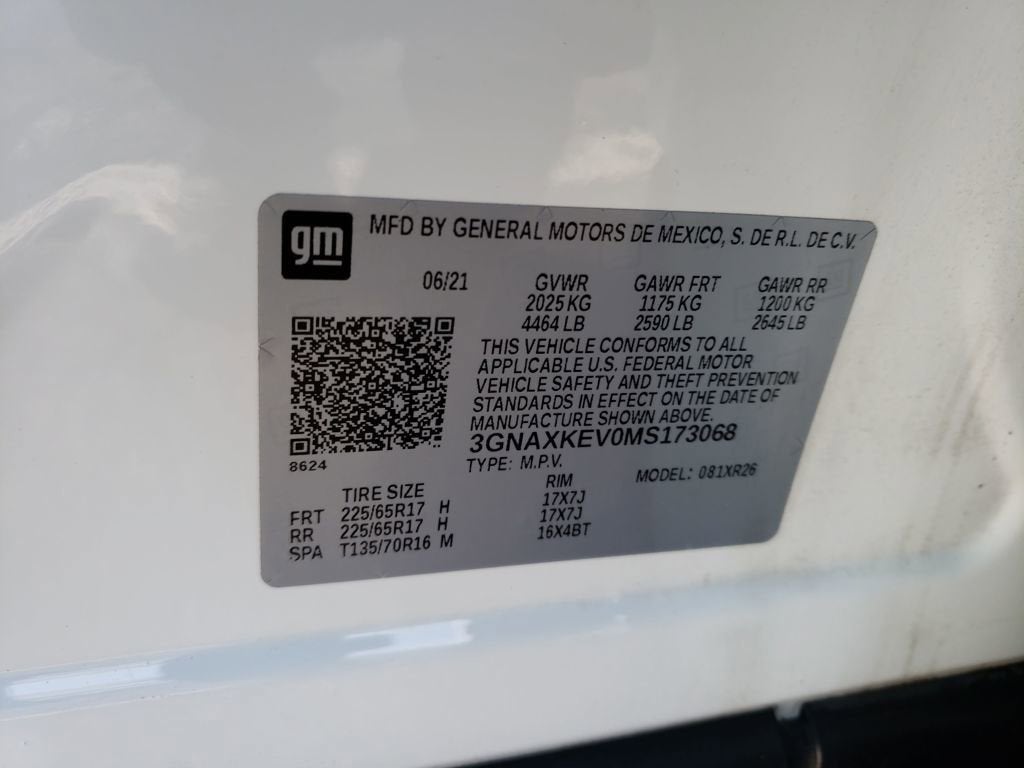 gm MFD BY GENERAL MOTORS DE MEXICO, S. DE R.L. DE C.V.
06/21 GVWR GAWR FRT GAWR RR
2025 KG 1175 KG 1200 KG
4464 LB 2590 LB 2645 LB
THIS VEHICLE CONFORMS TO ALL
APPLICABLE U.S. FEDERAL MOTOR
VEHICLE SAFETY AND THEFT PREVENTION
STANDARDS IN EFFECT ON THE DATE OF
MANUFACTURE SHOWN ABOVE.
3GNAXKEV0MS173068
8624 TYPE: M.P.V. MODEL: 081XR26
TIRE SIZE RIM
FRT 225/65R17 H 17X7J
RR 225/65R17 H 17X7J
SPA T135/70R16 M 16X4BT